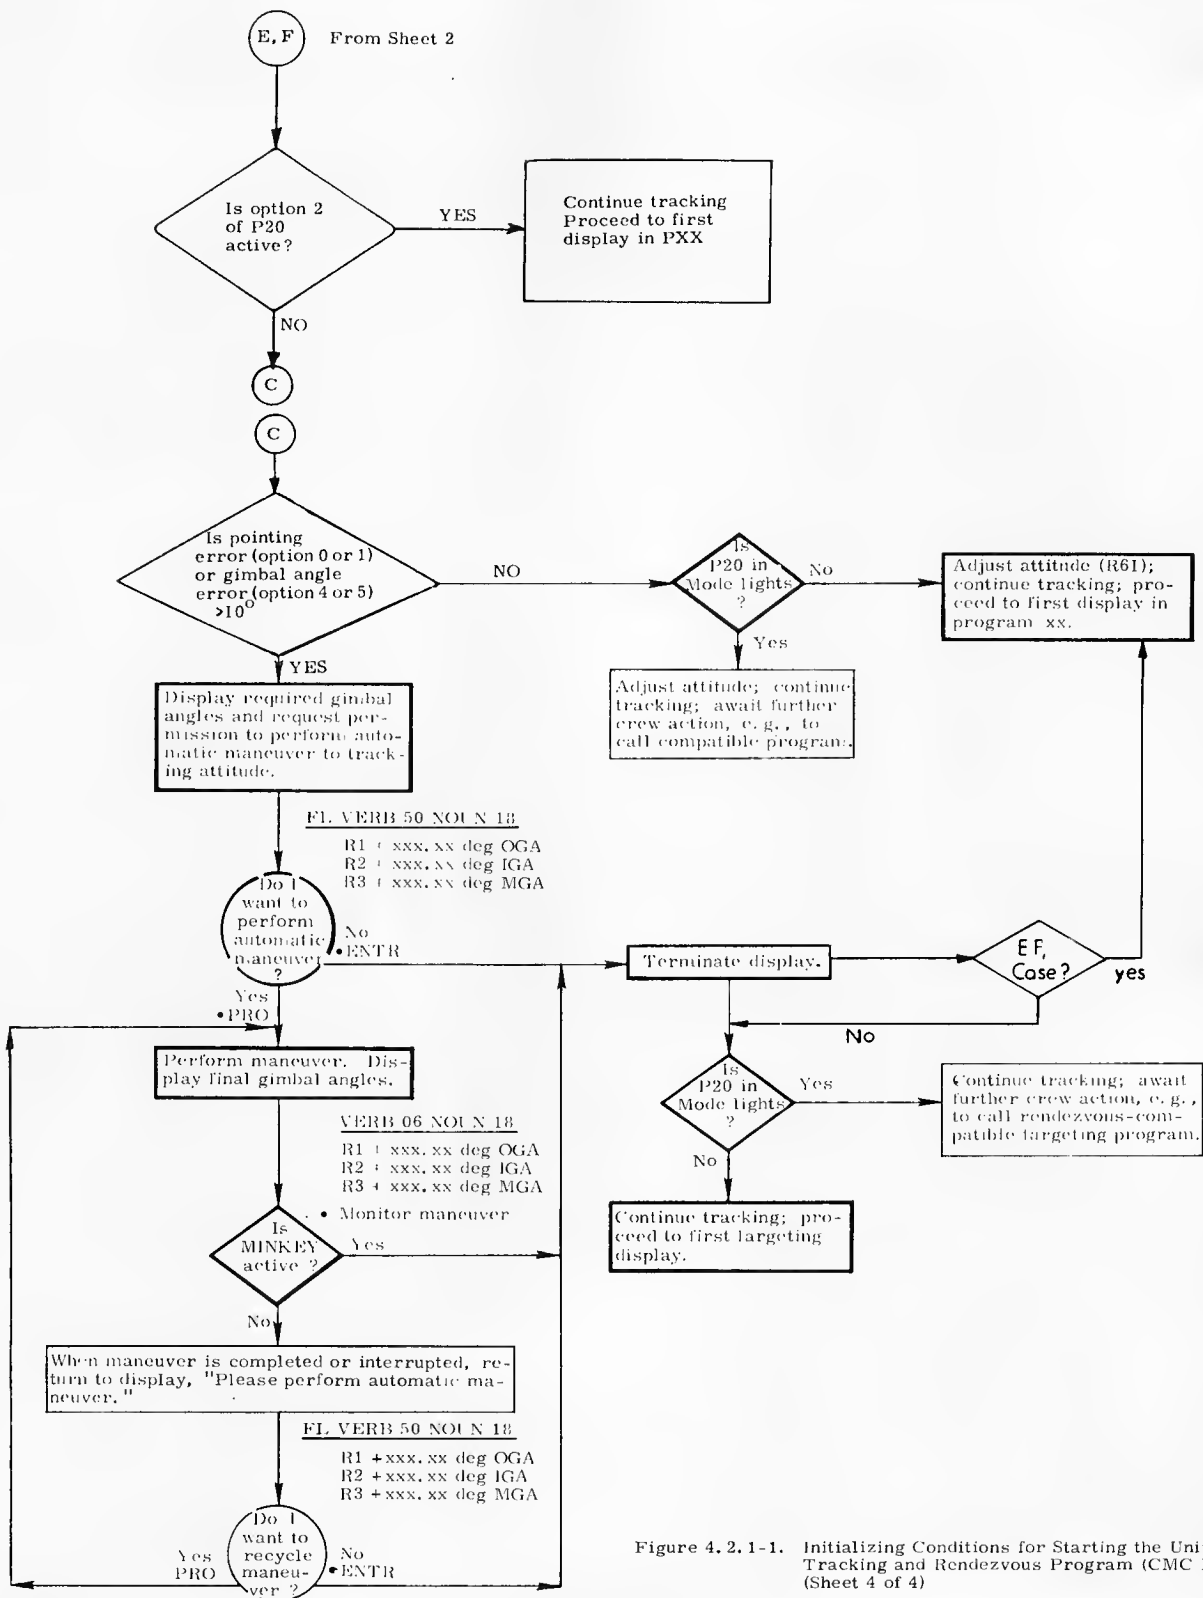 E, F From Sheet 2
Is option 2
of P20
active?
YES
Continue tracking
Proceed to first
display in PXX
NO
C
C
Is pointing
error (option 0 or 1)
or gimbal angle
error (option 4 or 5)
>10°
NO
Is
P20 in
Mode lights
?
No
Adjust attitude (R61);
continue tracking; pro-
ceed to first display in
program xx.
YES
Yes
Display required gimbal
angles and request per-
mission to perform auto-
matic maneuver to track-
ing attitude.
Adjust attitude; continue
tracking; await further
crew action, e.g., to
call compatible program.
FL VERB 50 NOUN 18
R1 + xxx.xx deg OGA
R2 + xxx.xx deg IGA
R3 + xxx.xx deg MGA
Do I
want to
perform
automatic
maneuver
?
No
• ENTR
Terminate display.
E F,
Case?
yes
Yes
• PRO
No
Perform maneuver. Dis-
play final gimbal angles.
Is
P20 in
Mode lights
?
Yes
Continue tracking; await
further crew action, e.g.,
to call rendezvous-com-
patible targeting program.
VERB 06 NOUN 18
R1 + xxx.xx deg OGA
R2 + xxx.xx deg IGA
R3 + xxx.xx deg MGA
No
• Monitor maneuver
Is
MINKEY
active ?
Yes
Continue tracking; pro-
ceed to first targeting
display.
No
When maneuver is completed or interrupted, re-
turn to display, "Please perform automatic ma-
neuver."
FL VERB 50 NOUN 18
R1 +xxx.xx deg OGA
R2 +xxx.xx deg IGA
R3 +xxx.xx deg MGA
Do I
want to
recycle
maneu-
ver ?
Yes
PRO
No
• ENTR
Figure 4.2.1-1. Initializing Conditions for Starting the
Tracking and Rendezvous Program (CMC
(Sheet 4 of 4)